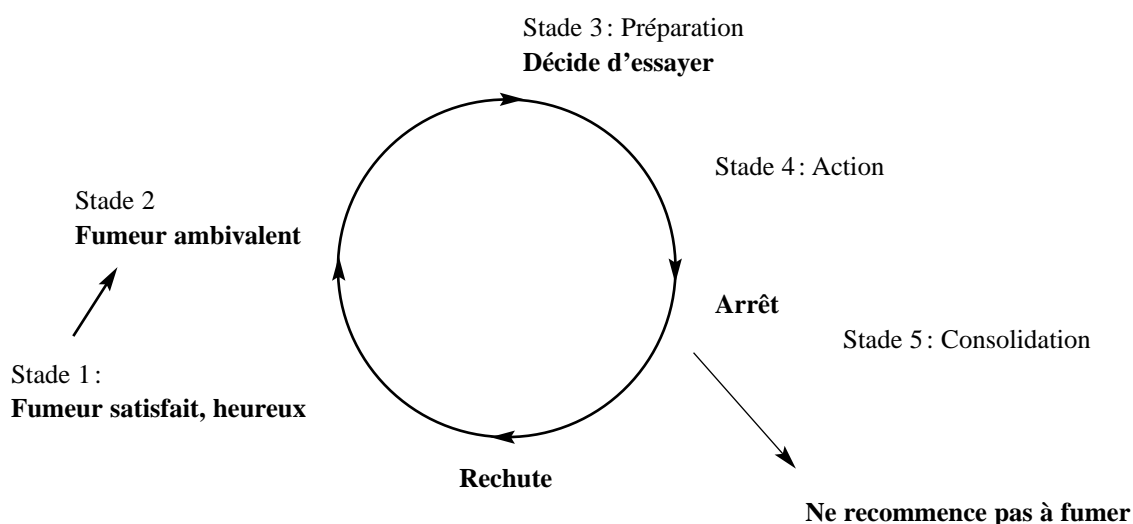 Stade 3 : Préparation
Décide d'essayer
Stade 4 : Action
Stade 2
Fumeur ambivalent
Arrêt
Stade 5 : Consolidation
Stade 1 :
Fumeur satisfait, heureux
Rechute
Ne recommence pas à fumer